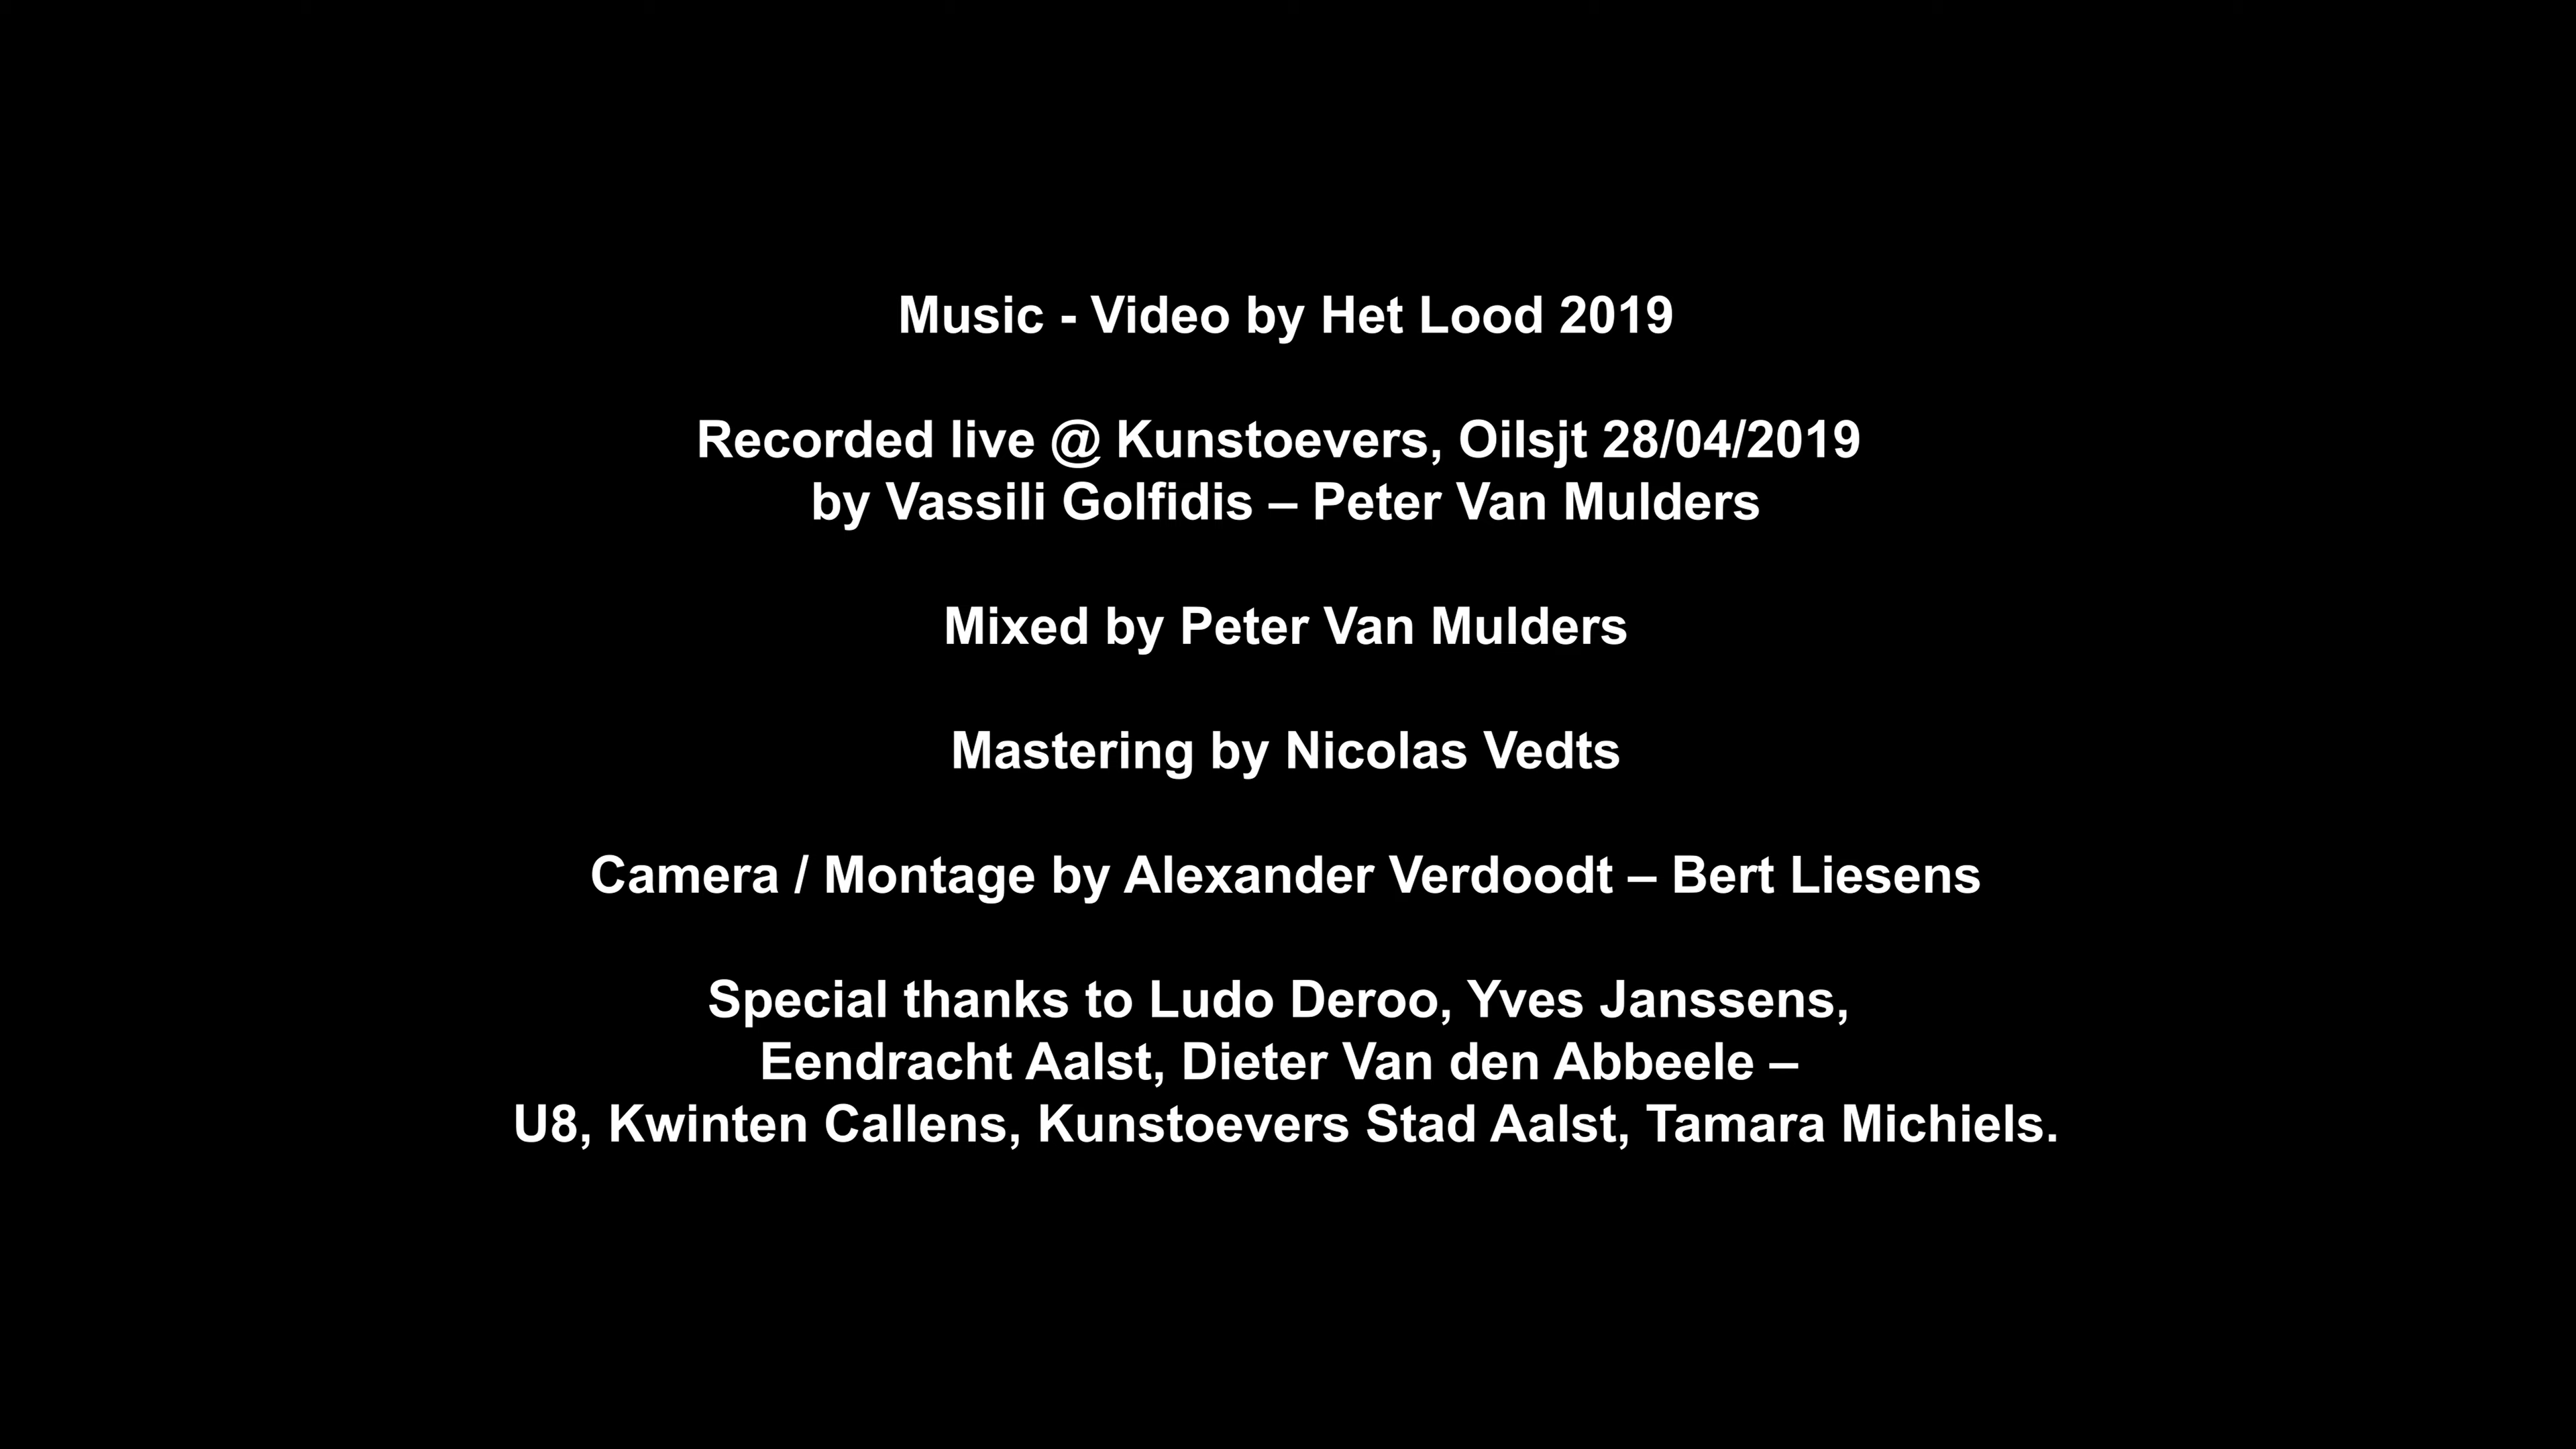 Music - Video by Het Lood 2019
Recorded live @ Kunstoevers, Oilsjt 28/04/2019
by Vassili Golfidis – Peter Van Mulders
Mixed by Peter Van Mulders
Mastering by Nicolas Vedts
Camera / Montage by Alexander Verdoodt – Bert Liesens
Special thanks to Ludo Deroo, Yves Janssens,
Eendracht Aalst, Dieter Van den Abbeele –
U8, Kwinten Callens, Kunstoevers Stad Aalst, Tamara Michiels.